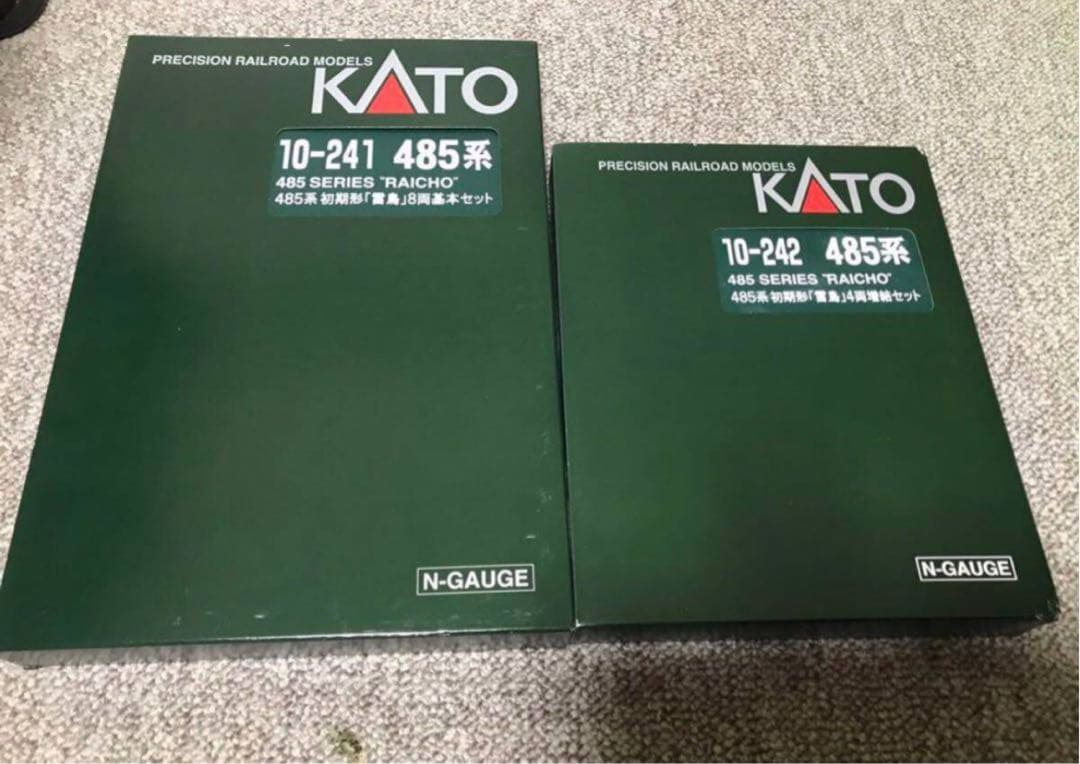 PRECISION RAILROAD MODELS
KATO
10-241 485系
485 SERIES "RAICHO"
485系 初期形「雷鳥」8両基本セット
N-GAUGE
PRECISION RAILROAD MODELS
KATO
10-242 485系
485 SERIES "RAICHO"
485系 初期形「雷鳥」4両増結セット
N-GAUGE